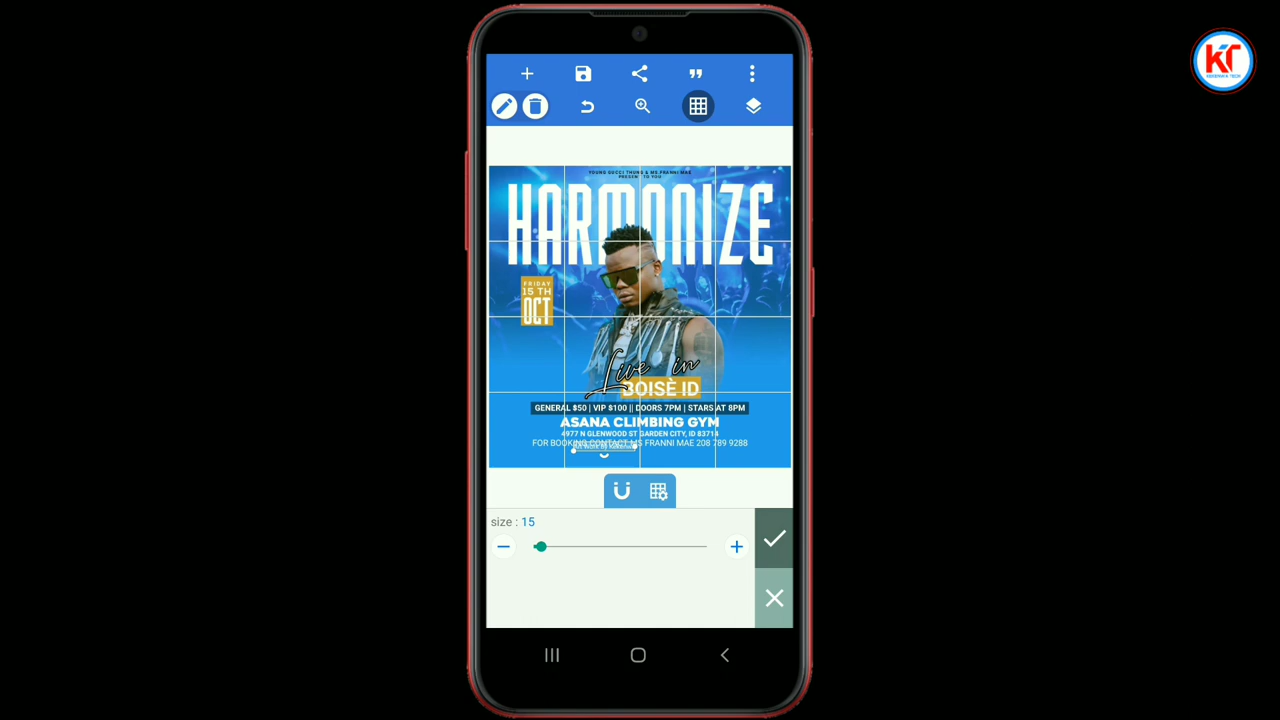 KT
YOUNG GUCCI THUNG & MS.FRANNI MAE
PRESENT TO YOU
HARMONIZE
FRIDAY
15 TH
OCT
Live in
BOISÈ ID
GENERAL $50 | VIP $100 || DOORS 7PM | STARS AT 8PM
ASANA CLIMBING GYM
4977 N GLENWOOD ST GARDEN CITY, ID 83714
FOR BOOKING CONTACT MS FRANNI MAE 208 789 9288
size : 15